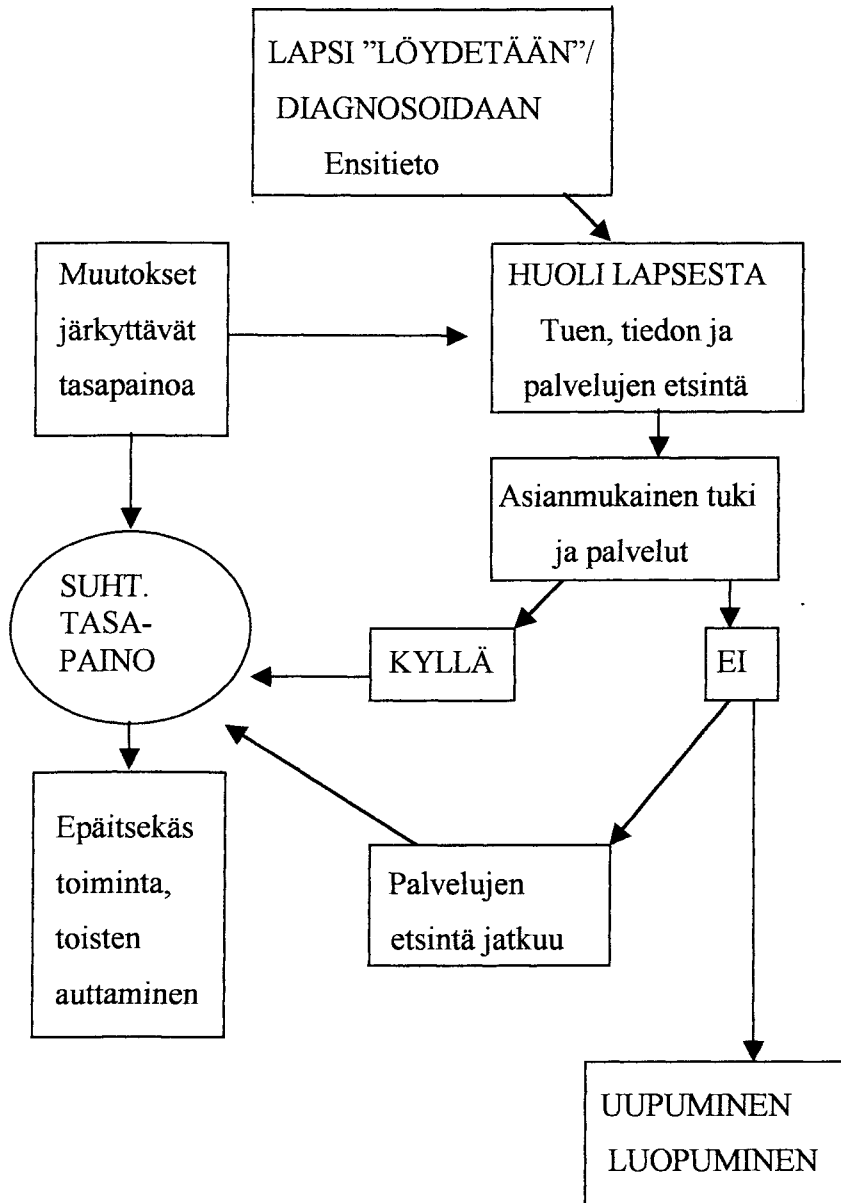 LAPSI ”LÖYDETÄÄN”/
DIAGNOSOIDAAN
Ensitieto
Muutokset
järkyttävät
tasapainoa
HUOLI LAPSESTA
Tuen, tiedon ja
palvelujen etsintä
Asianmukainen tuki
ja palvelut
SUHT.
TASA-
PAINO
KYLLÄ
EI
Epäitsekäs
toiminta,
toisten
auttaminen
Palvelujen
etsintä jatkuu
UUPUMINEN
LUOPUMINEN